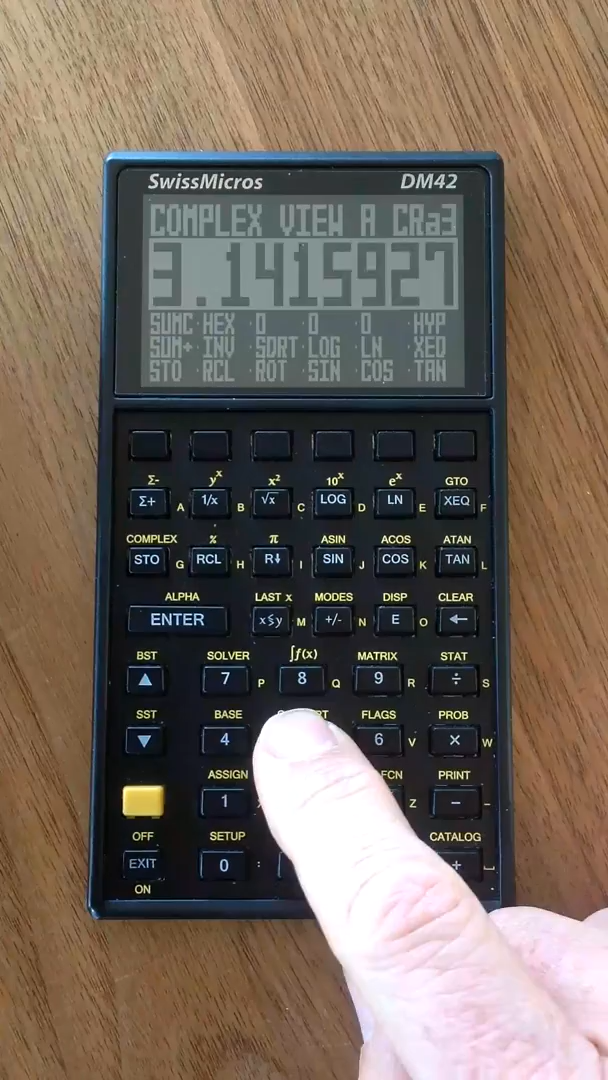 SwissMicros DM42
COMPLEX VIEW A CRa3
3.1415927
SUMC HEX 0 0 0 HYP
SUM+ INV SQRT LOG LN XEQ
STO RCL ROT SIN COS TAN
Σ- yˣ x² 10ˣ eˣ GTO
Σ+ A 1/x B √x C LOG D LN E XEQ F
COMPLEX % π ASIN ACOS ATAN
STO G RCL H R↓ I SIN J COS K TAN L
ALPHA LAST x MODES DISP CLEAR
ENTER x≶y M +/- N E O ←
BST SOLVER ∫f(x) MATRIX STAT
▲ 7 P 8 Q 9 R ÷ S
SST BASE FLAGS PROB
▼ 4 6 V × W
ASSIGN FCN PRINT
1 Z − −
OFF SETUP CATALOG
EXIT 0 : +
ON